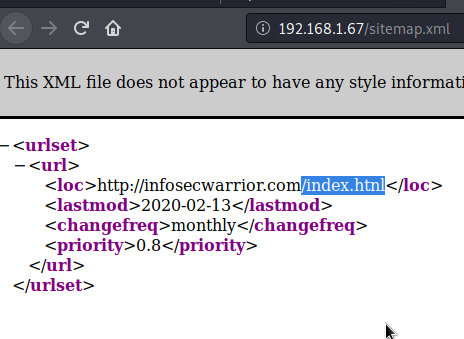 192.168.1.67/sitemap.xml
This XML file does not appear to have any style informati
−<urlset>
−<url>
<loc>http://infosecwarrior.com/index.htnl</loc>
<lastmod>2020-02-13</lastmod>
<changefreq>monthly</changefreq>
<priority>0.8</priority>
</url>
</urlset>